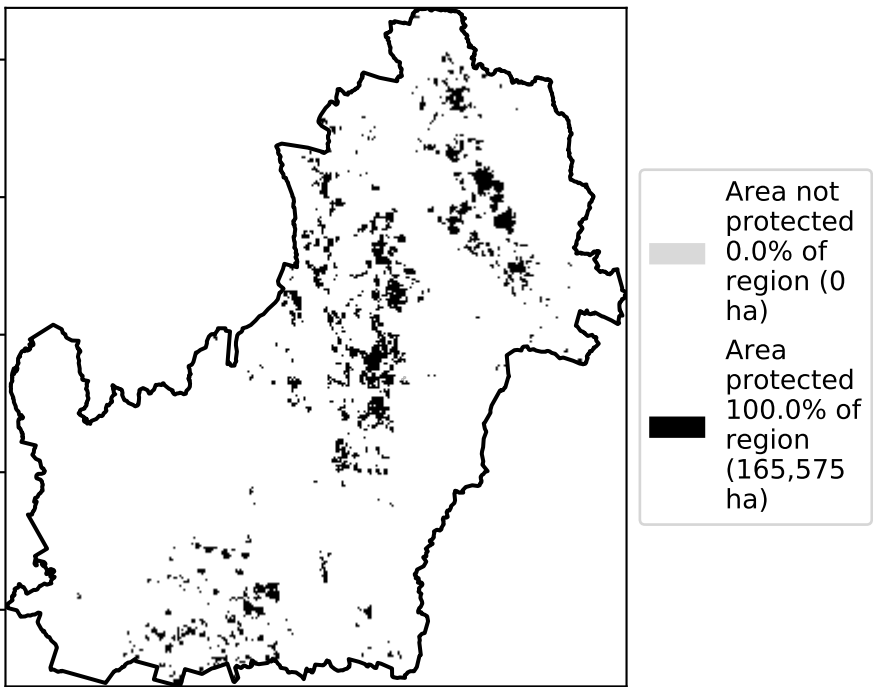 Area not
protected
0.0% of
region (0
ha)
Area
protected
100.0% of
region
(165,575
ha)